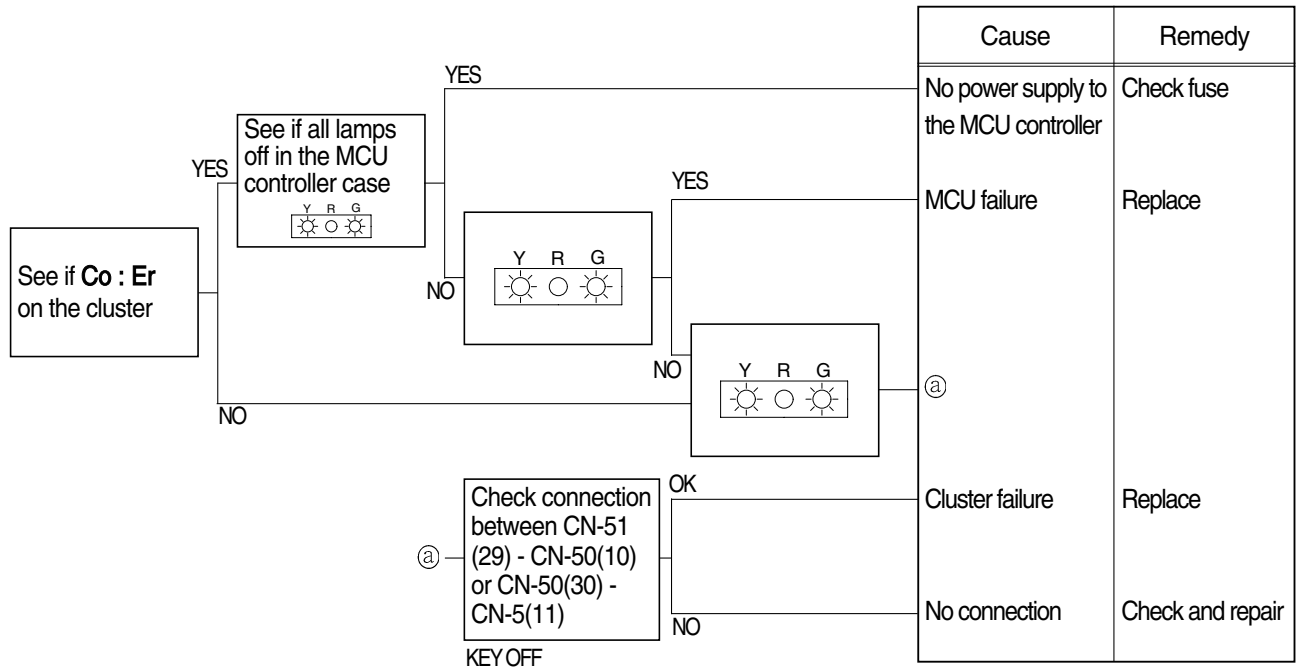 Cause Remedy
YES
No power supply to Check fuse
the MCU controller
See if all lamps
off in the MCU
controller case
Y R G
YES
YES
MCU failure Replace
See if Co : Er
on the cluster
Y R G
NO
NO
Y R G
ⓐ
NO
Check connection
between CN-51
(29) - CN-50(10)
or CN-50(30) -
CN-5(11)
ⓐ
OK
Cluster failure Replace
No connection Check and repair
NO
KEY OFF